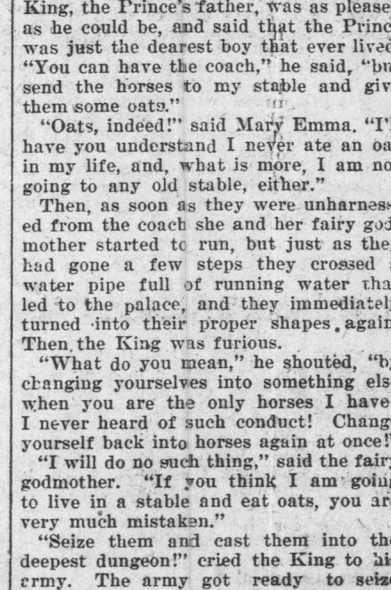 King, the Prince's father, was as please
as he could be, and said that the Princ
was just the dearest boy that ever lived
"You can have the coach," he said, "bu
send the horses to my stable and giv
them some oats."
"Oats, indeed!" said Mary Emma. "I'
have you understand I never ate an oa
in my life, and, what is more, I am no
going to any old stable, either."
Then, as soon as they were unharness-
ed from the coach she and her fairy god
mother started to run, but just as the
had gone a few steps they crossed a
water pipe full of running water tha
led to the palace, and they immediatel
turned into their proper shapes again
Then the King was furious.
"What do you mean," he shouted, "b
changing yourselves into something els
when you are the only horses I have
I never heard of such conduct! Chang
yourself back into horses again at once!"
"I will do no such thing," said the fair
godmother. "If you think I am going
to live in a stable and eat oats, you ar
very much mistaken."
"Seize them and cast them into the
deepest dungeon!" cried the King to his
army. The army got ready to seize